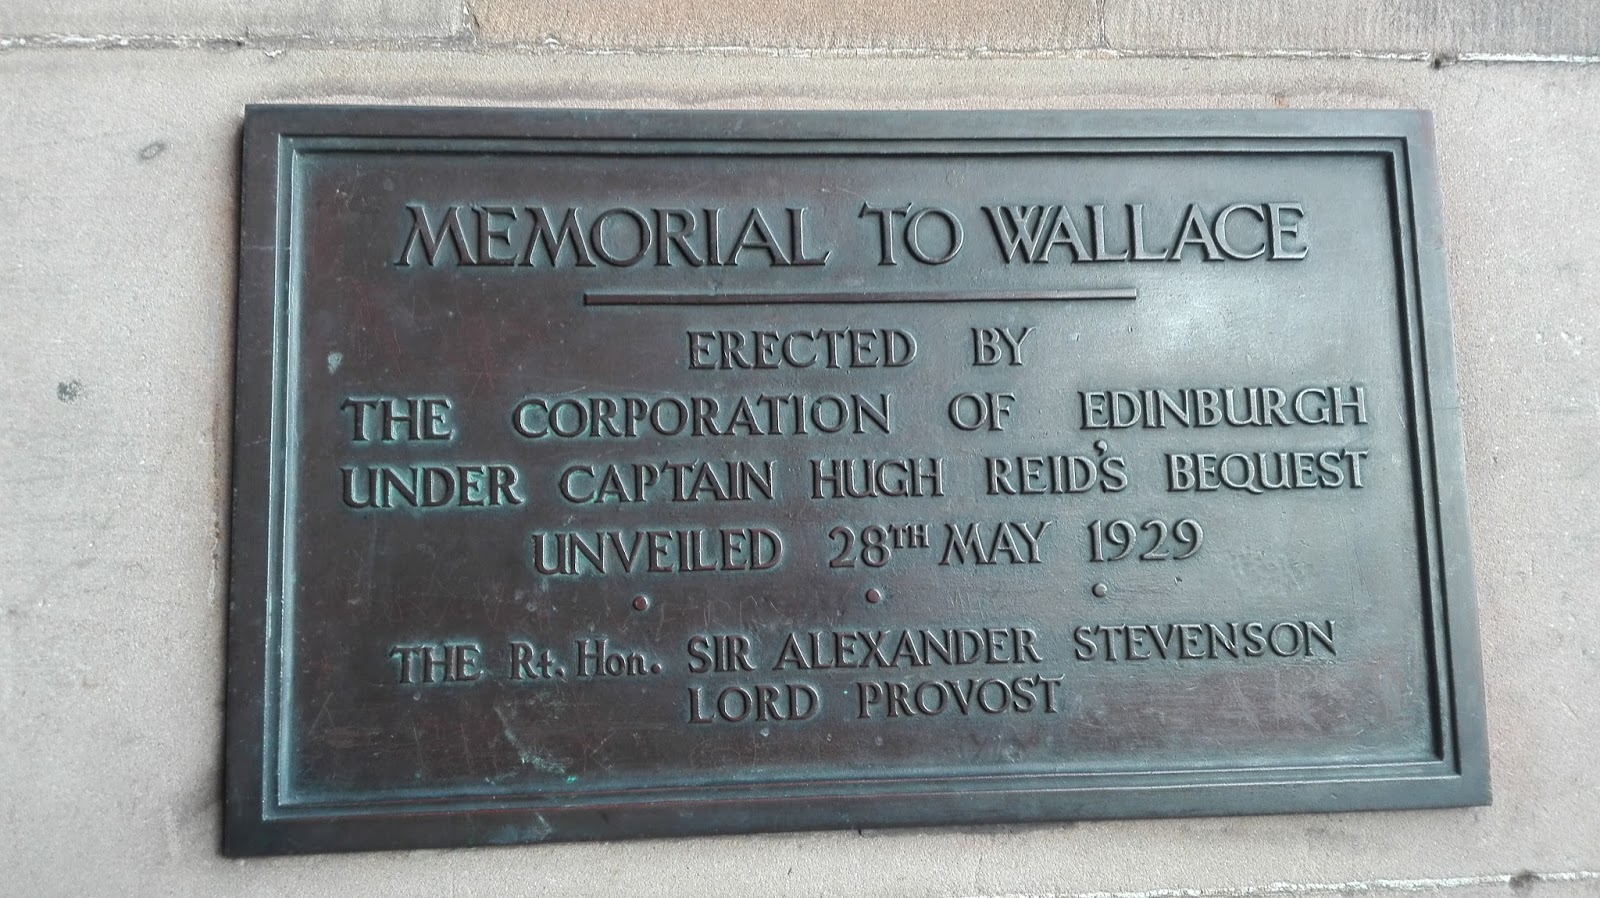 MEMORIAL TO WALLACE
ERECTED BY
THE CORPORATION OF EDINBURGH
UNDER CAPTAIN HUGH REID'S BEQUEST
UNVEILED 28TH MAY 1929
THE Rt. Hon. SIR ALEXANDER STEVENSON
LORD PROVOST